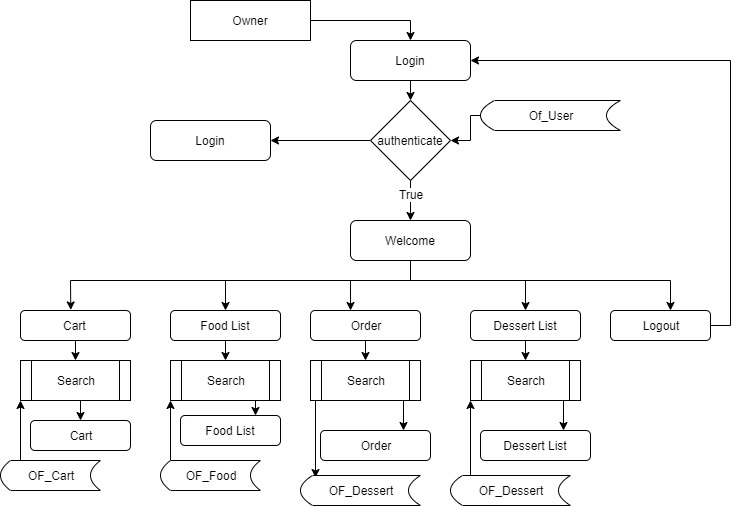 Owner
Login
Of_User
Login
authenticate
True
Welcome
Cart
Food List
Order
Dessert List
Logout
Search
Search
Search
Search
Cart
Food List
Order
Dessert List
OF_Cart
OF_Food
OF_Dessert
OF_Dessert